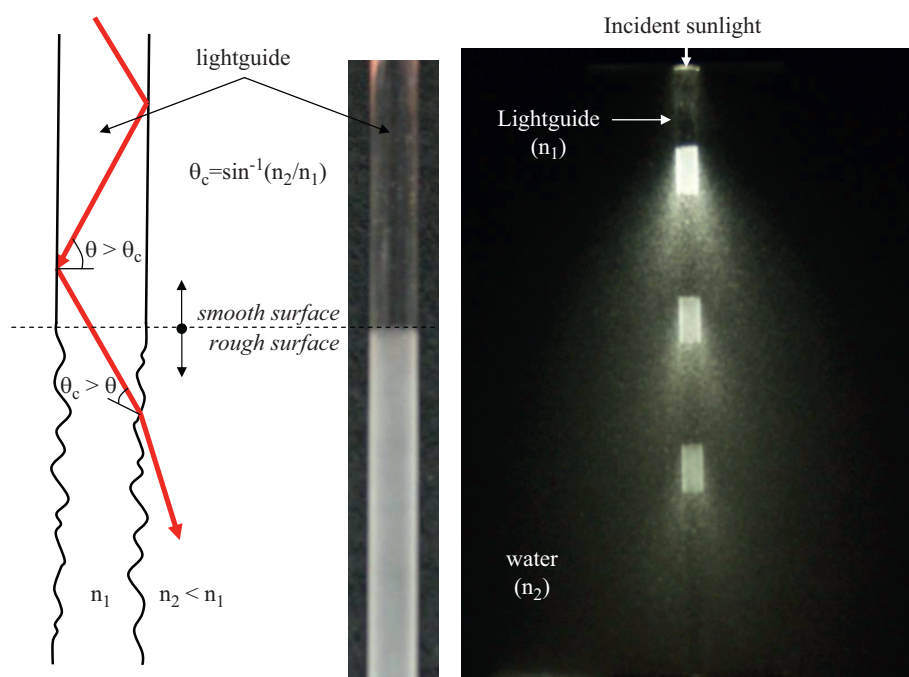 lightguide
θc=sin⁻¹(n₂/n₁)
θ > θc
smooth surface
rough surface
θc > θ
n₁
n₂ < n₁
Incident sunlight
Lightguide
(n₁)
water
(n₂)